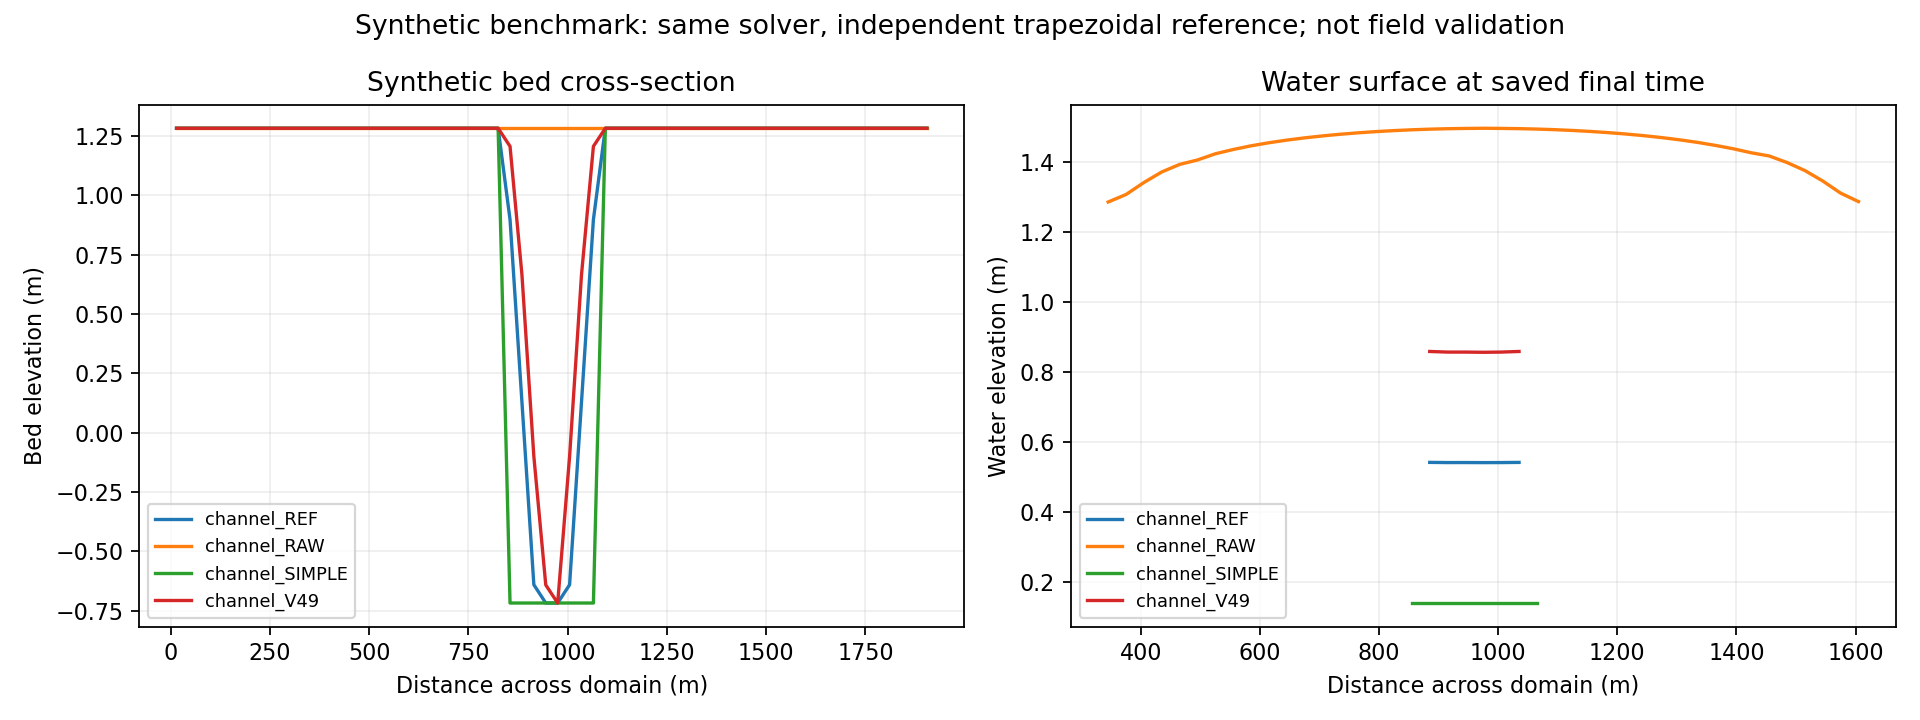 Synthetic benchmark: same solver, independent trapezoidal reference; not field validation
Synthetic bed cross-section
Bed elevation (m)
1.25
1.00
0.75
0.50
0.25
0.00
−0.25
−0.50
−0.75
channel_REF
channel_RAW
channel_SIMPLE
channel_V49
0 250 500 750 1000 1250 1500 1750
Distance across domain (m)
Water surface at saved final time
Water elevation (m)
1.4
1.2
1.0
0.8
0.6
0.4
0.2
channel_REF
channel_RAW
channel_SIMPLE
channel_V49
400 600 800 1000 1200 1400 1600
Distance across domain (m)